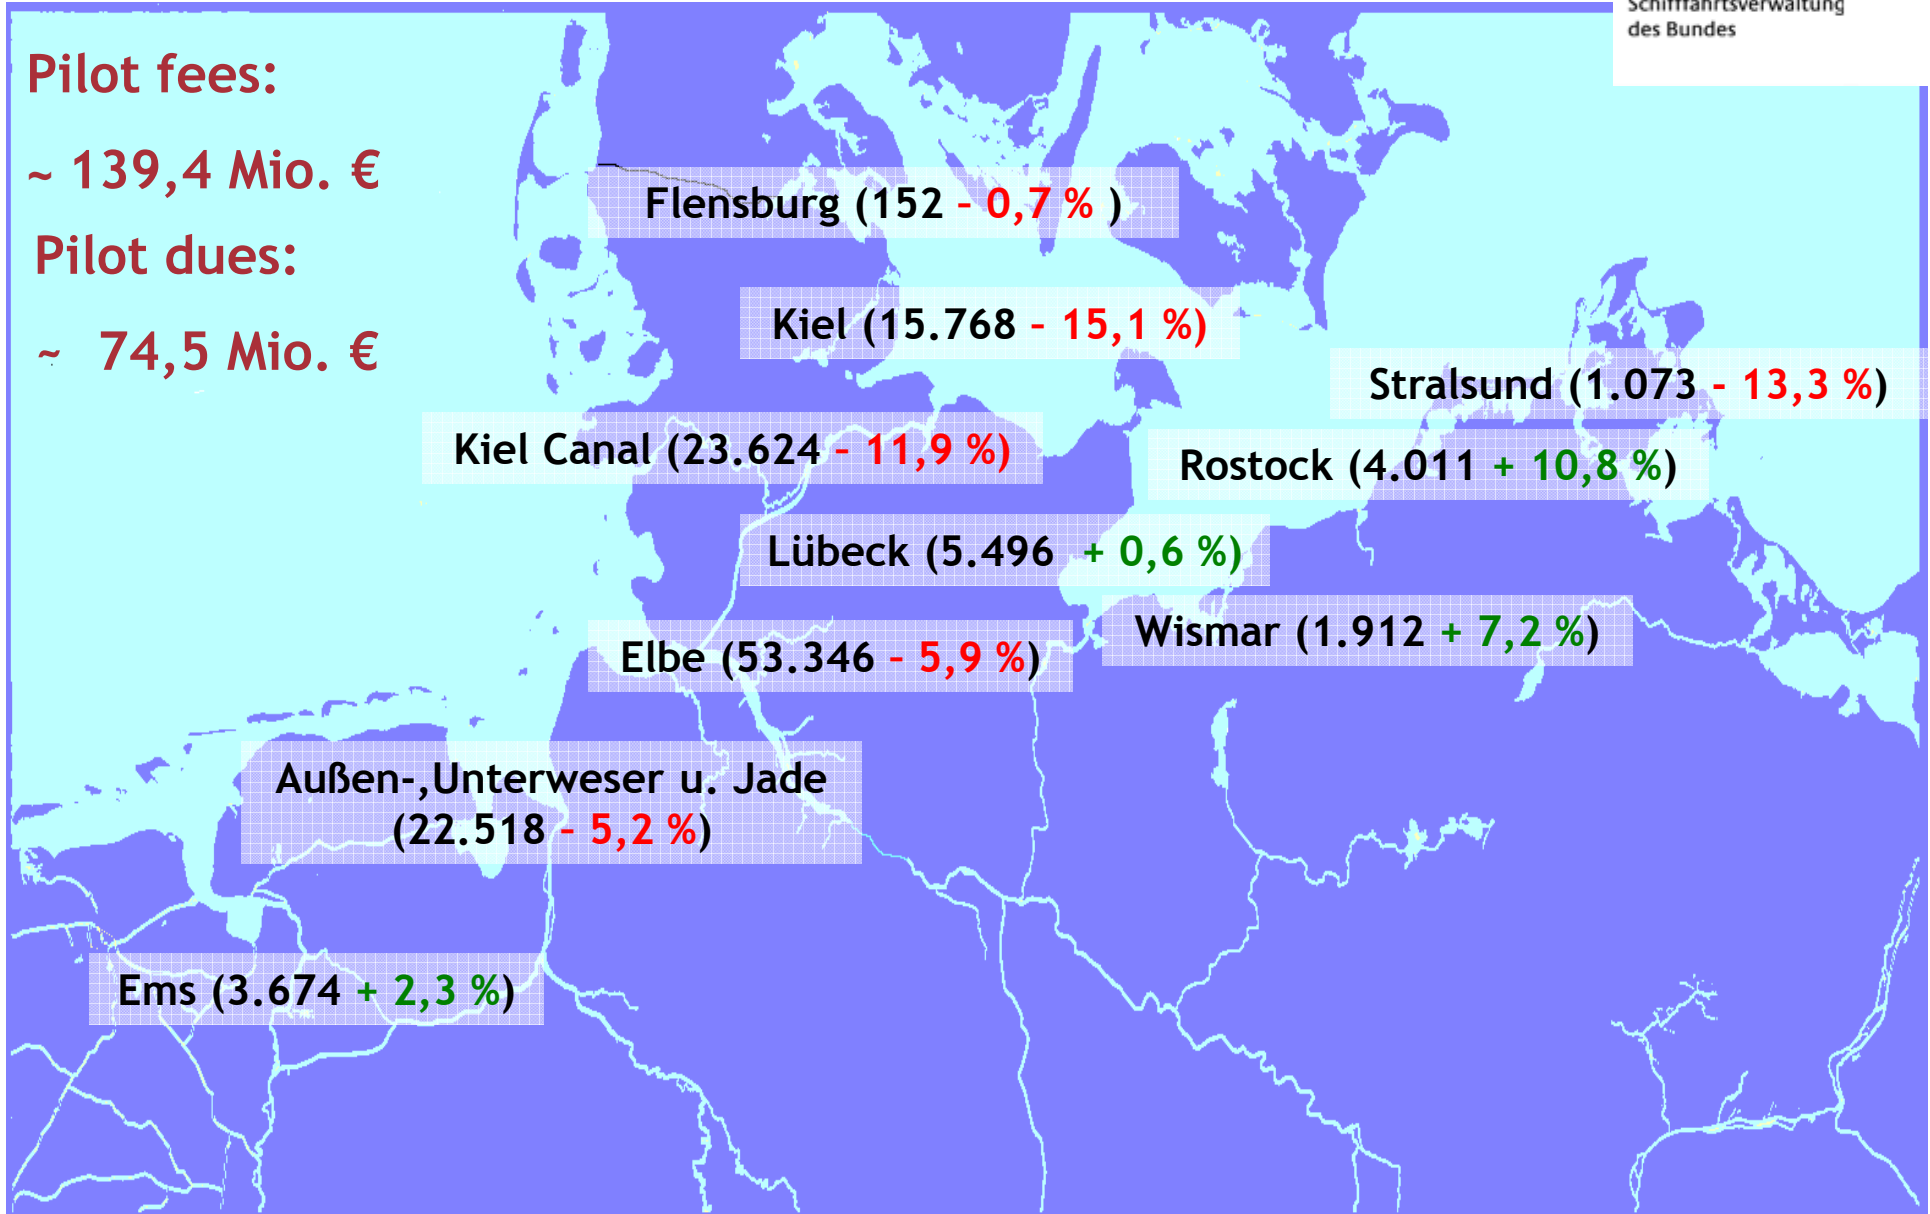 Schifffahrtsverwaltung
des Bundes
Pilot fees:
~ 139,4 Mio. €
Pilot dues:
~ 74,5 Mio. €
Flensburg (152 – 0,7 % )
Kiel (15.768 – 15,1 %)
Stralsund (1.073 - 13,3 %)
Kiel Canal (23.624 – 11,9 %)
Rostock (4.011 + 10,8 %)
Lübeck (5.496 + 0,6 %)
Wismar (1.912 + 7,2 %)
Elbe (53.346 – 5,9 %)
Außen-,Unterweser u. Jade
(22.518 – 5,2 %)
Ems (3.674 + 2,3 %)